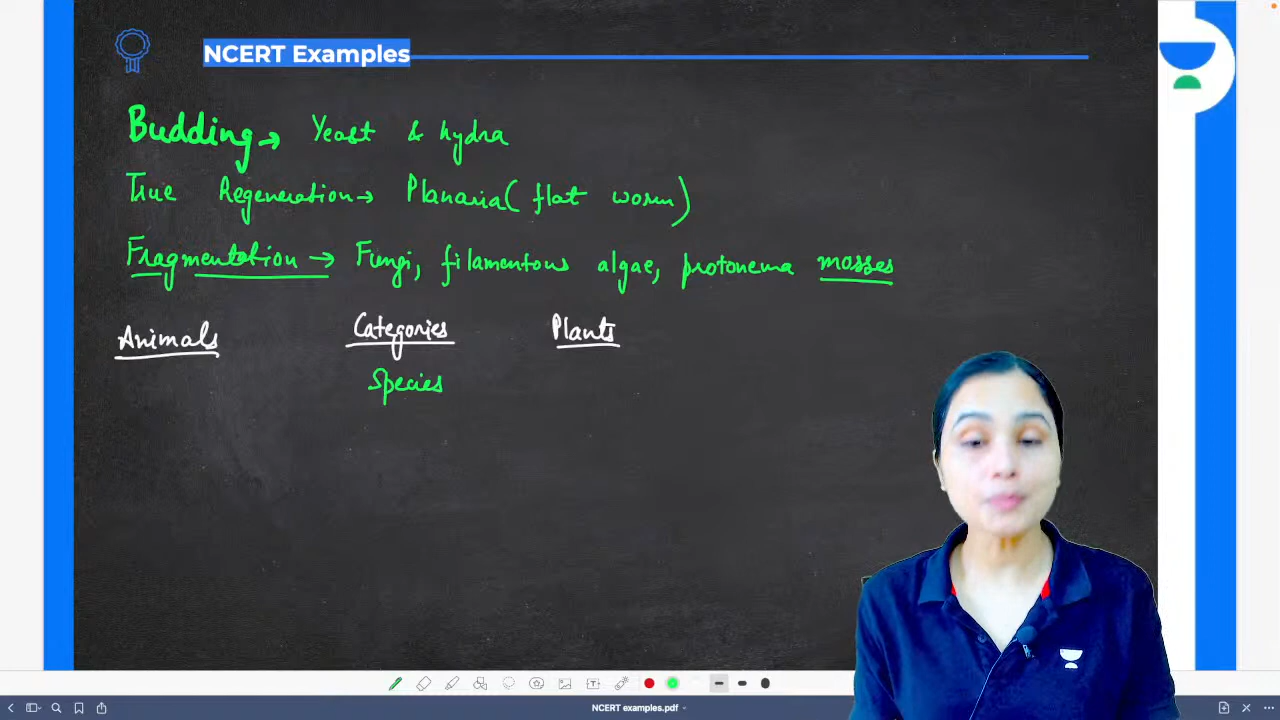 NCERT Examples
Budding → Yeast & hydra
True Regeneration → Planaria (flat worm)
Fragmentation → Fungi, filamentous algae, protonema mosses
Animals Categories Plants
Species
NCERT examples.pdf